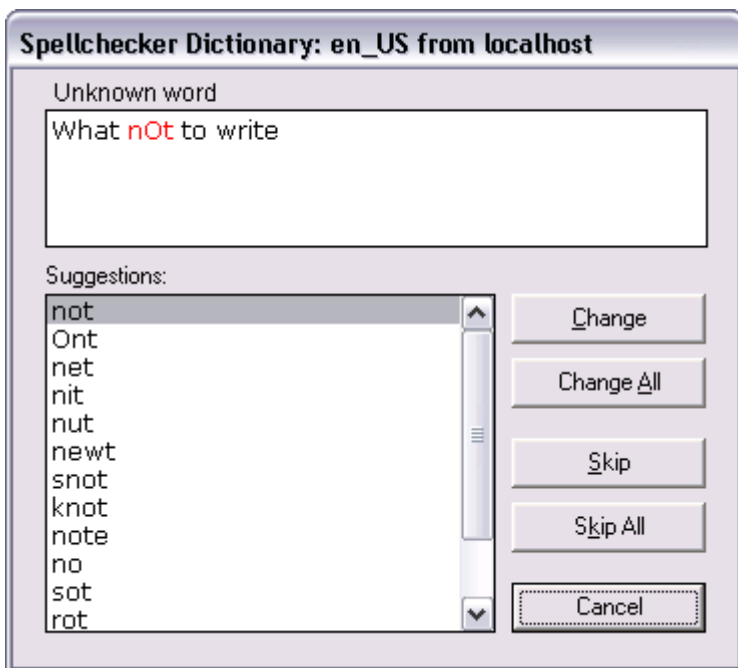 Spellchecker Dictionary: en_US from localhost
Unknown word
What nOt to write
Suggestions:
not
Ont
net
nit
nut
newt
snot
knot
note
no
sot
rot
Change
Change All
Skip
Skip All
Cancel